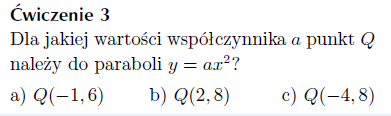 Ćwiczenie 3
Dla jakiej wartości współczynnika a punkt Q
należy do paraboli y = ax²?
a) Q(−1, 6) b) Q(2, 8) c) Q(−4, 8)